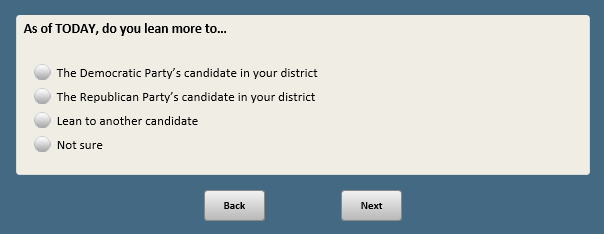 As of TODAY, do you lean more to...
The Democratic Party's candidate in your district
The Republican Party's candidate in your district
Lean to another candidate
Not sure
Back
Next